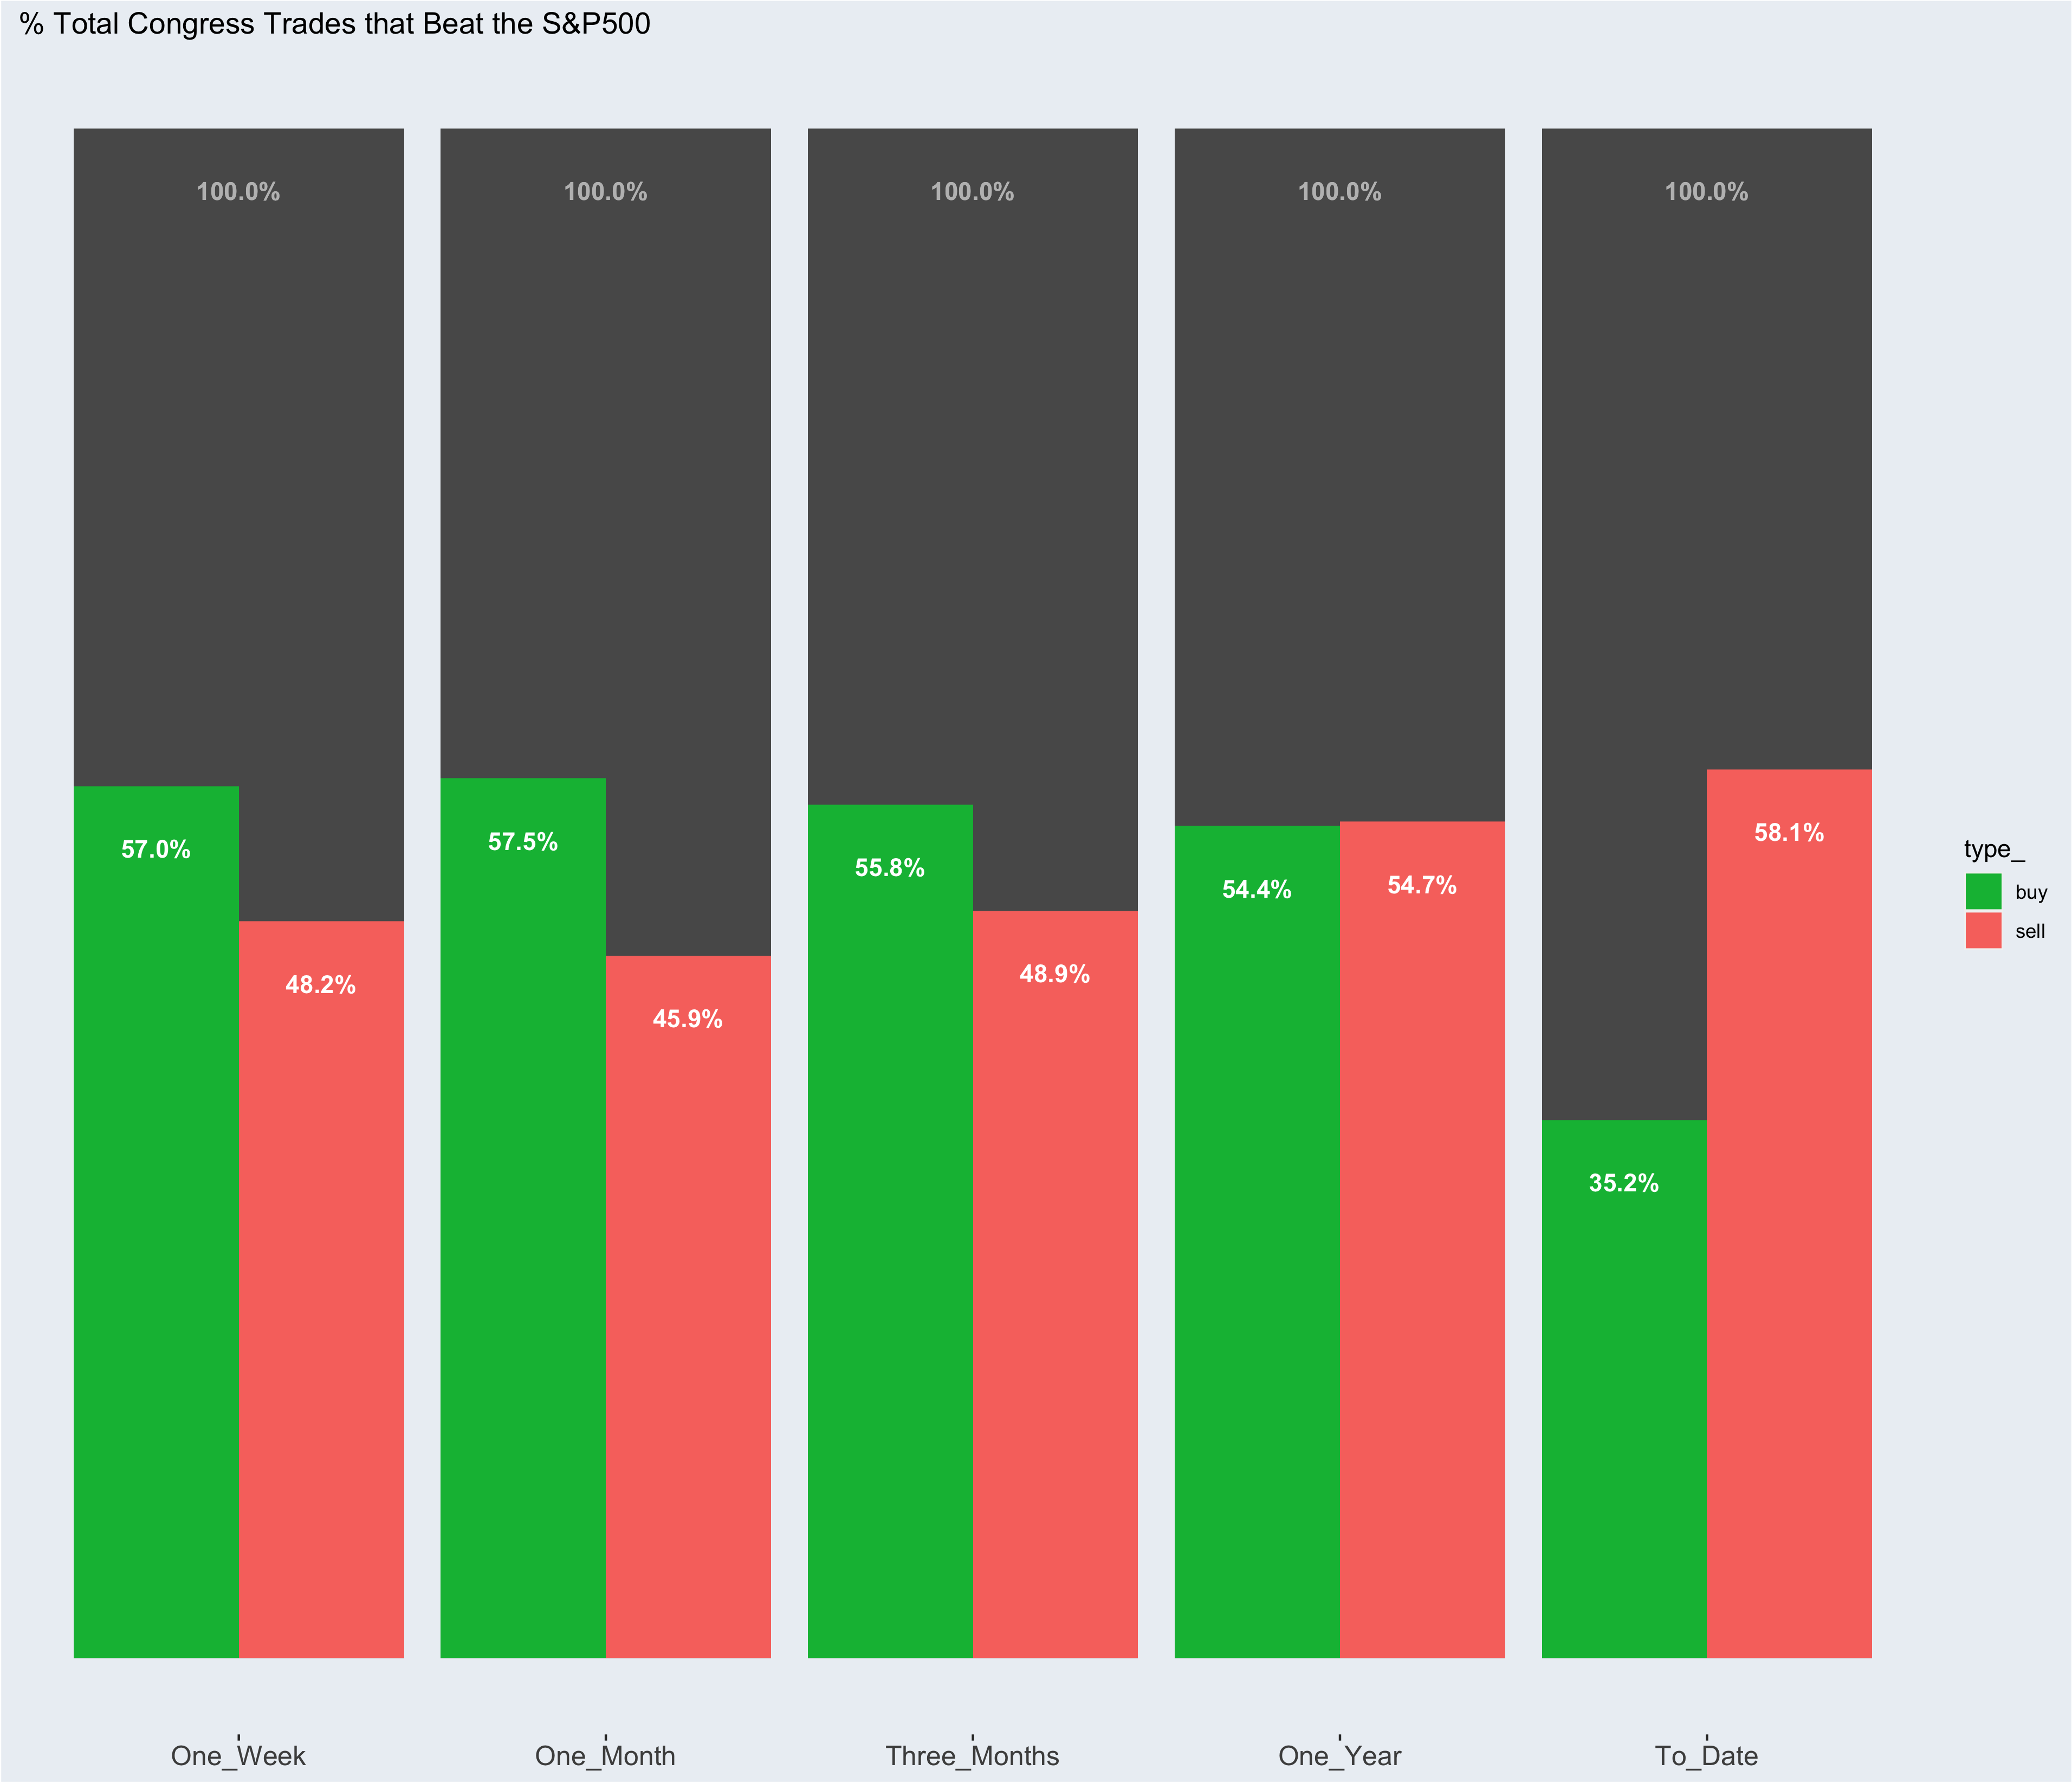 % Total Congress Trades that Beat the S&P500
100.0% 100.0% 100.0% 100.0% 100.0%
57.0% 48.2%
57.5% 45.9%
55.8% 48.9%
54.4% 54.7%
35.2% 58.1%
type_
buy
sell
One_Week One_Month Three_Months One_Year To_Date